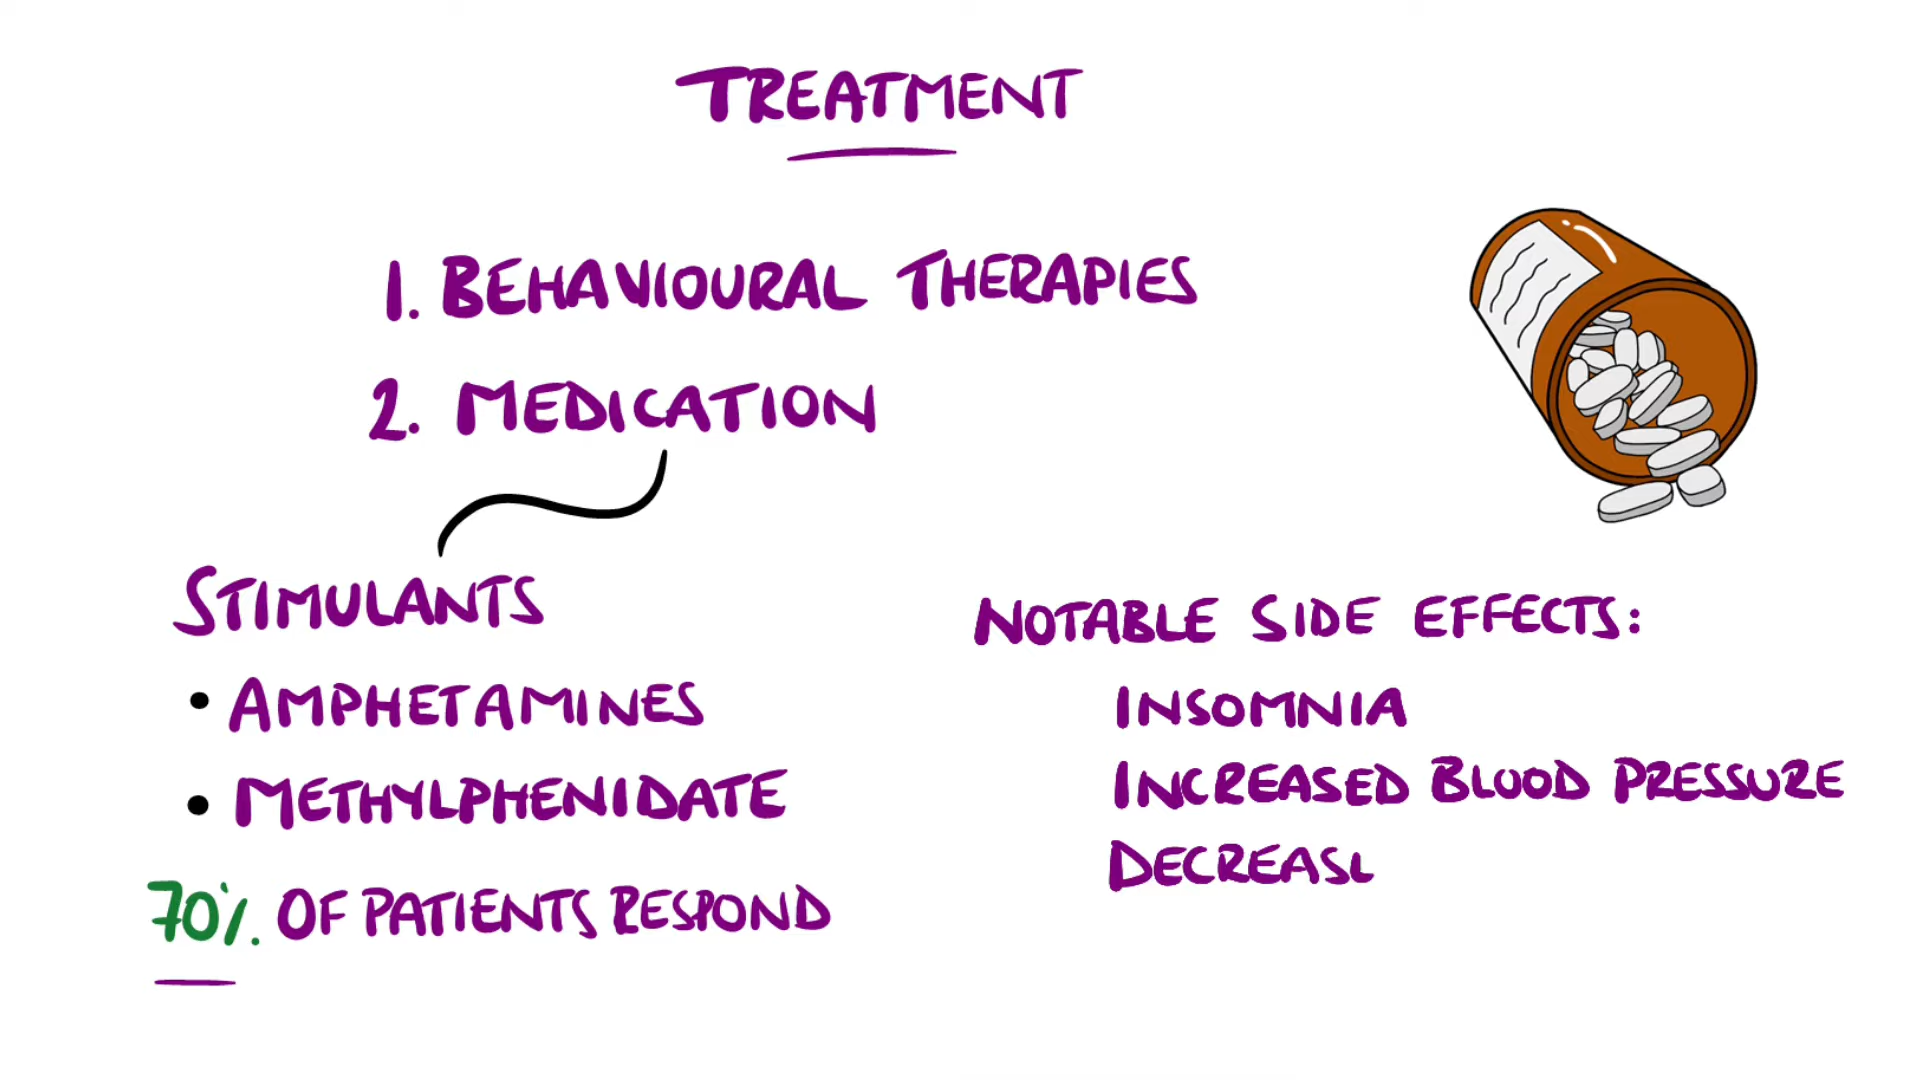 TREATMENT
1. BEHAVIOURAL THERAPIES
2. MEDICATION
STIMULANTS
• AMPHETAMINES
• METHYLPHENIDATE
70% OF PATIENTS RESPOND
NOTABLE SIDE EFFECTS:
INSOMNIA
INCREASED BLOOD PRESSURE